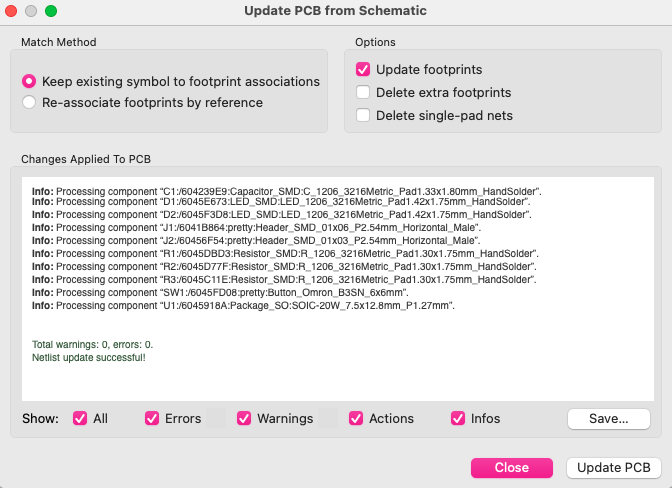 Update PCB from Schematic
Match Method
Keep existing symbol to footprint associations
Re-associate footprints by reference
Options
Update footprints
Delete extra footprints
Delete single-pad nets
Changes Applied To PCB
Info: Processing component “C1:/604239E9:Capacitor_SMD:C_1206_3216Metric_Pad1.33x1.80mm_HandSolder”.
Info: Processing component “D1:/6045E673:LED_SMD:LED_1206_3216Metric_Pad1.42x1.75mm_HandSolder”.
Info: Processing component “D2:/6045F3D8:LED_SMD:LED_1206_3216Metric_Pad1.42x1.75mm_HandSolder”.
Info: Processing component “J1:/6041B864:pretty:Header_SMD_01x06_P2.54mm_Horizontal_Male”.
Info: Processing component “J2:/60456F54:pretty:Header_SMD_01x03_P2.54mm_Horizontal_Male”.
Info: Processing component “R1:/6045DBD3:Resistor_SMD:R_1206_3216Metric_Pad1.30x1.75mm_HandSolder”.
Info: Processing component “R2:/6045D77F:Resistor_SMD:R_1206_3216Metric_Pad1.30x1.75mm_HandSolder”.
Info: Processing component “R3:/6045C11E:Resistor_SMD:R_1206_3216Metric_Pad1.30x1.75mm_HandSolder”.
Info: Processing component “SW1:/6045FD08:pretty:Button_Omron_B3SN_6x6mm”.
Info: Processing component “U1:/6045918A:Package_SO:SOIC-20W_7.5x12.8mm_P1.27mm”.
Total warnings: 0, errors: 0.
Netlist update successful!
Show: All Errors Warnings Actions Infos Save...
Close Update PCB